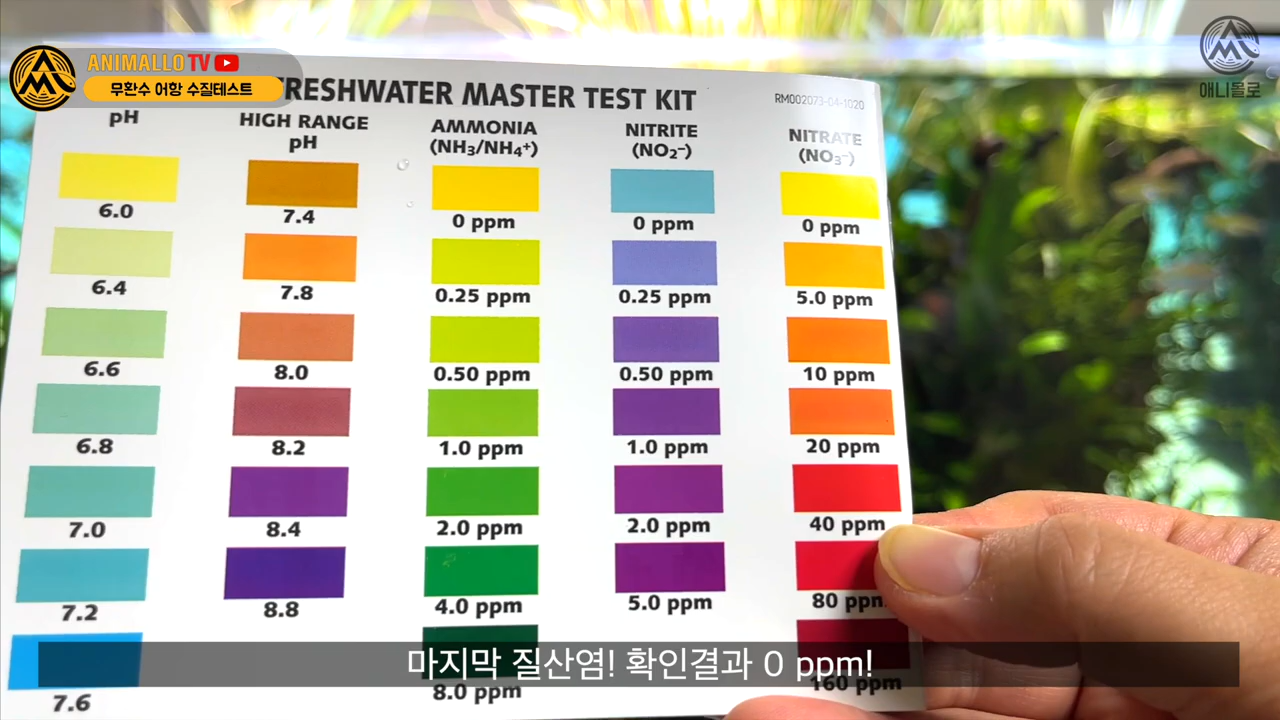 ANIMALLO TV
무환수 어항 수질테스트
애니몰로
FRESHWATER MASTER TEST KIT
RM002073-04-1020
pH
6.0
6.4
6.6
6.8
7.0
7.2
7.6
HIGH RANGE
pH
7.4
7.8
8.0
8.2
8.4
8.8
AMMONIA
(NH₃/NH₄⁺)
0 ppm
0.25 ppm
0.50 ppm
1.0 ppm
2.0 ppm
4.0 ppm
8.0 ppm
NITRITE
(NO₂⁻)
0 ppm
0.25 ppm
0.50 ppm
1.0 ppm
2.0 ppm
5.0 ppm
NITRATE
(NO₃⁻)
0 ppm
5.0 ppm
10 ppm
20 ppm
40 ppm
80 ppm
160 ppm
마지막 질산염! 확인결과 0 ppm!